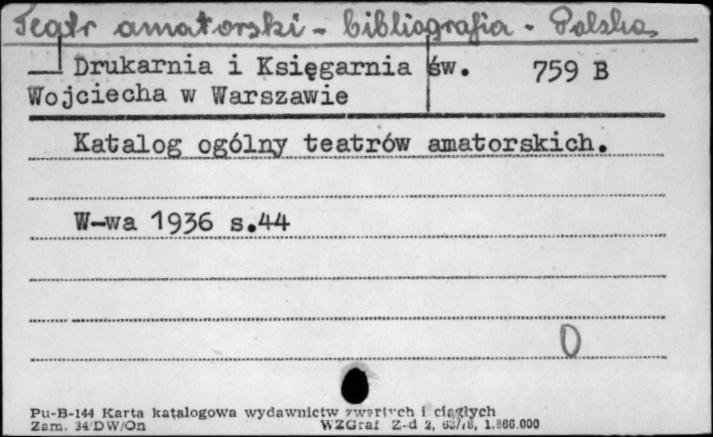 Teatr amatorski - bibliografia - Polska
Drukarnia i Księgarnia św. 759 B
Wojciecha w Warszawie
Katalog ogólny teatrów amatorskich.
W-wa 1936 s.44
0
Pu-B-144 Karta katalogowa wydawnictw zwartych i ciągłych
Zam. 34/DW/On WZGraf Z-d 2, 1.866.000